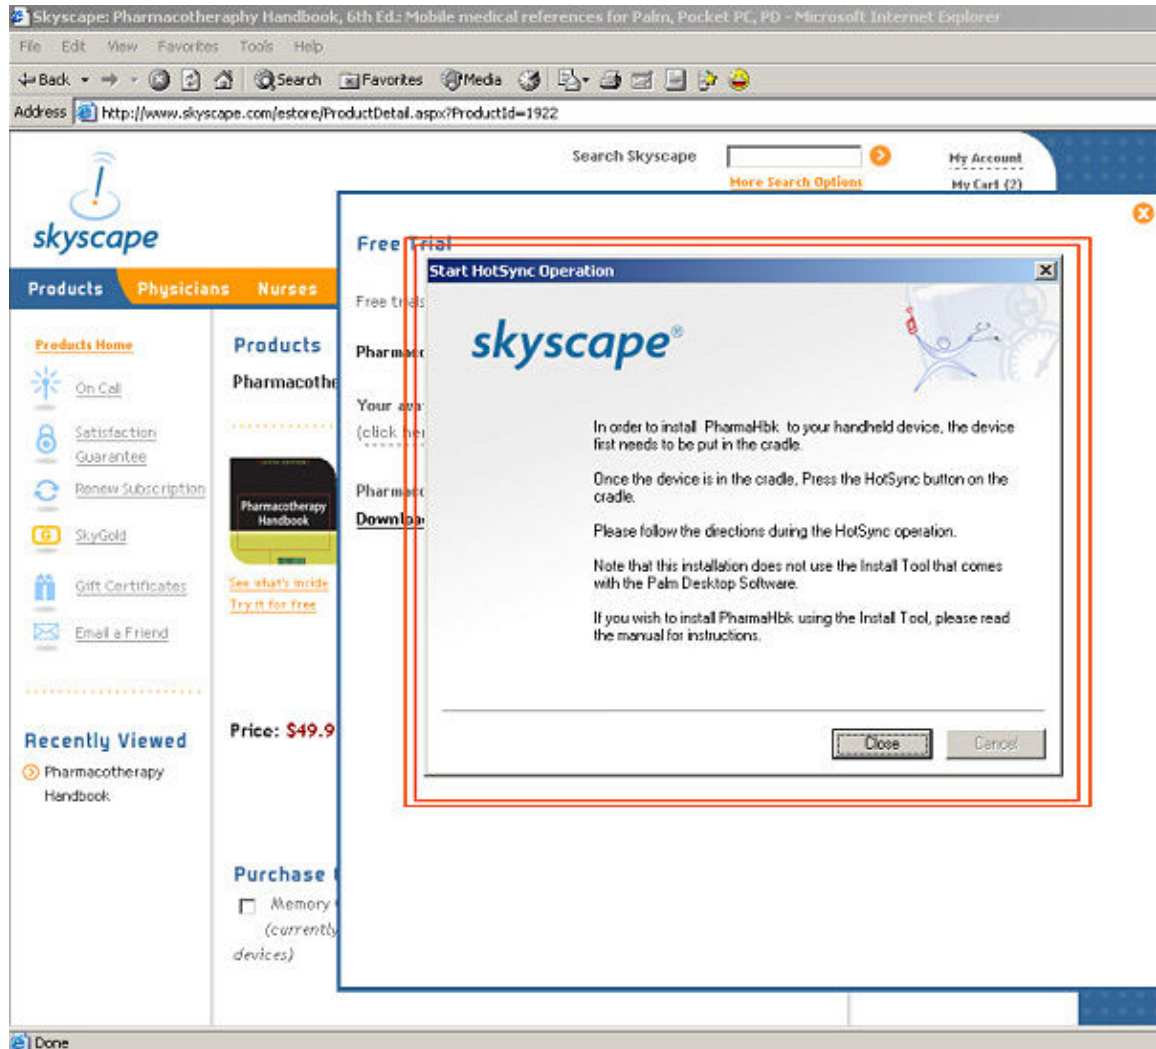 Skyscape: Pharmacotheraphy Handbook, 6th Ed.: Mobile medical references for Palm, Pocket PC, PD - Microsoft Internet Explorer
File Edit View Favorites Tools Help
Back Search Favorites Media
Address http://www.skyscape.com/estore/ProductDetail.aspx?ProductId=1922
Search Skyscape
My Account
More Search Options
My Cart (2)
skyscape
Products Physicians Nurses
Products Home
On Call
Satisfaction
Guarantee
Renew Subscription
SkyGold
Gift Certificates
Email a Friend
Recently Viewed
Pharmacotherapy
Handbook
Products
Pharmacothe
Pharmacotherapy
Handbook
See what's inside
Try it for free
Price: $49.9
Purchase
Memory
(currently
devices)
Free Trial
Free trials
Pharmac
Your ava
(click her
Pharmac
Downloa
Start HotSync Operation
skyscape®
In order to install PharmaHbk to your handheld device, the device
first needs to be put in the cradle.
Once the device is in the cradle, Press the HotSync button on the
cradle.
Please follow the directions during the HotSync operation.
Note that this installation does not use the Install Tool that comes
with the Palm Desktop Software.
If you wish to install PharmaHbk using the Install Tool, please read
the manual for instructions.
Close Cancel
Done